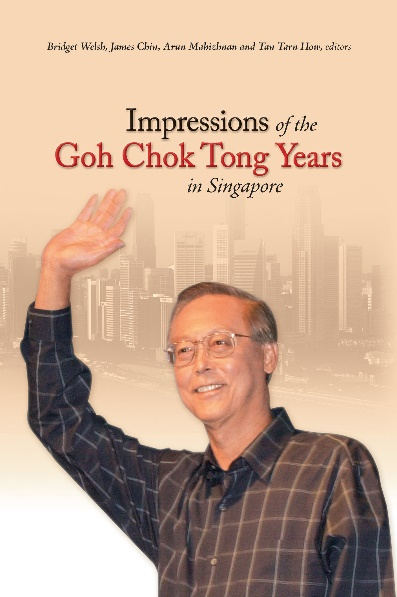 Bridget Welsh, James Chin, Arun Mahizhnan and Tan Tarn How, editors
Impressions of the
Goh Chok Tong Years
in Singapore